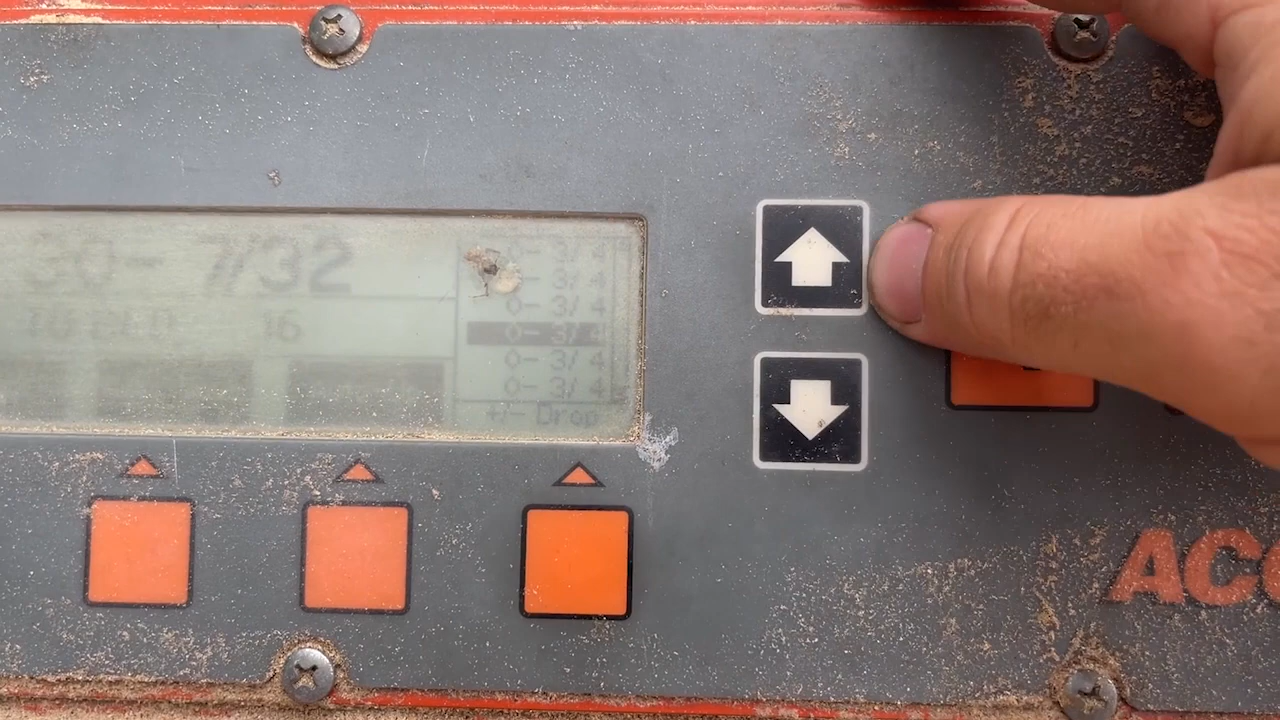 30- 7/32
16
0- 3/ 4
0- 3/ 4
0- 3/ 4
0- 3/ 4
0- 3/ 4
0- 3/ 4
+/- Drop
ACC